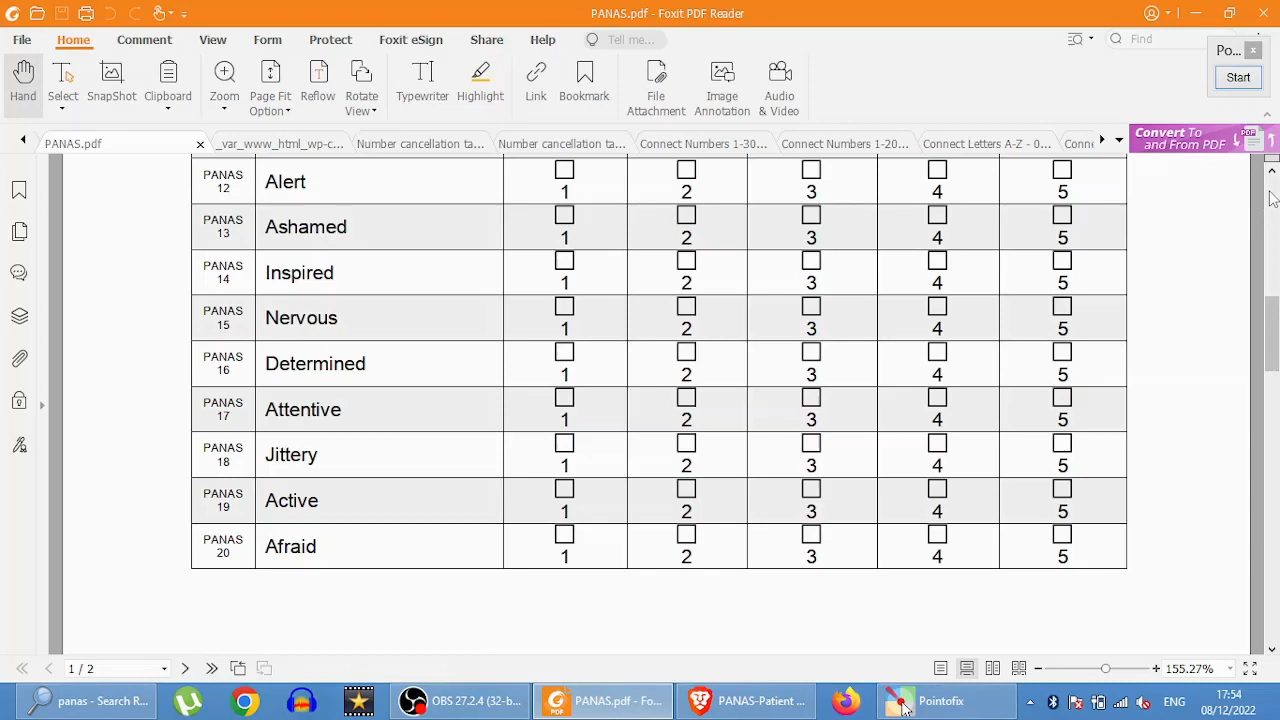 PANAS.pdf - Foxit PDF Reader
File Home Comment View Form Protect Foxit eSign Share Help Tell me... Find
Po... x
Start
Hand Select SnapShot Clipboard Zoom Page Fit Option Reflow Rotate View Typewriter Highlight Link Bookmark File Attachment Image Annotation Audio & Video
PANAS.pdf _var_www_html_wp-c... Number cancellation ta... Number cancellation ta... Connect Numbers 1-30... Connect Numbers 1-20... Connect Letters A-Z - 0... Conne
Convert To and From PDF PDF
PANAS 12 Alert 1 2 3 4 5
PANAS 13 Ashamed 1 2 3 4 5
PANAS 14 Inspired 1 2 3 4 5
PANAS 15 Nervous 1 2 3 4 5
PANAS 16 Determined 1 2 3 4 5
PANAS 17 Attentive 1 2 3 4 5
PANAS 18 Jittery 1 2 3 4 5
PANAS 19 Active 1 2 3 4 5
PANAS 20 Afraid 1 2 3 4 5
1 / 2 155.27%
panas - Search R... OBS 27.2.4 (32-b... PANAS.pdf - Fo... PANAS-Patient ... Pointofix ENG 17:54
08/12/2022